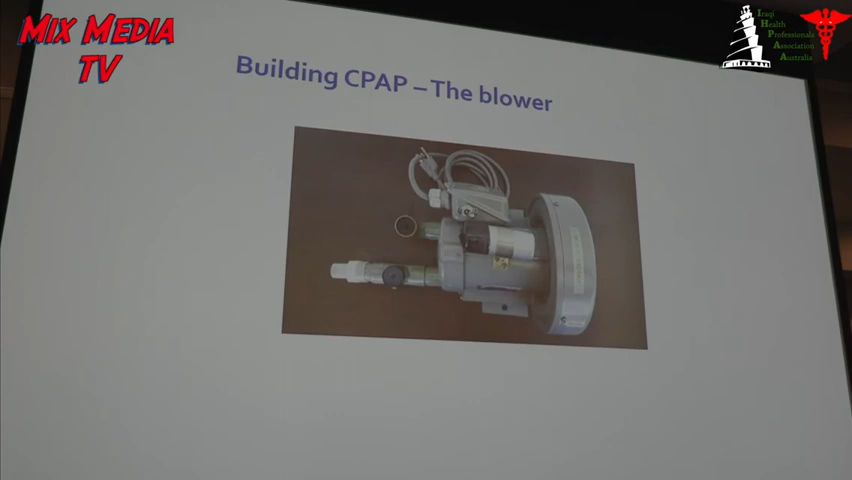 Mix Media
TV
Iraqi
Health
Professionals
Association
Australia
Building CPAP – The blower